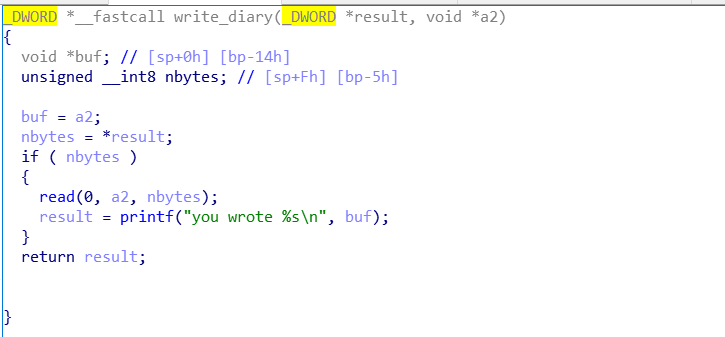 _DWORD *__fastcall write_diary(_DWORD *result, void *a2)
{
  void *buf; // [sp+0h] [bp-14h]
  unsigned __int8 nbytes; // [sp+Fh] [bp-5h]

  buf = a2;
  nbytes = *result;
  if ( nbytes )
  {
    read(0, a2, nbytes);
    result = printf("you wrote %s\n", buf);
  }
  return result;


}